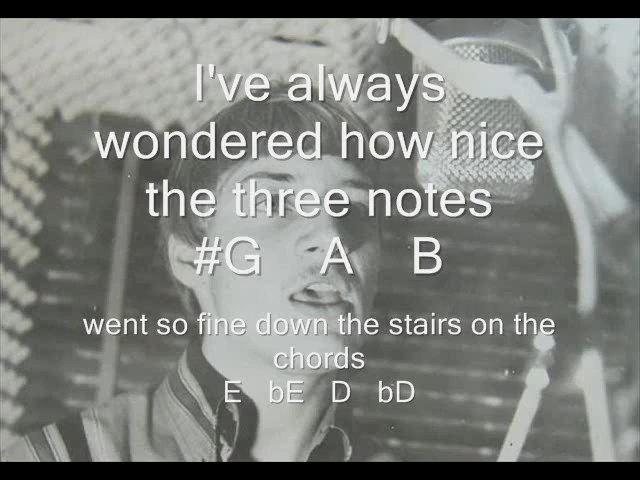 I've always
wondered how nice
the three notes
#G A B
went so fine down the stairs on the
chords
E bE D bD